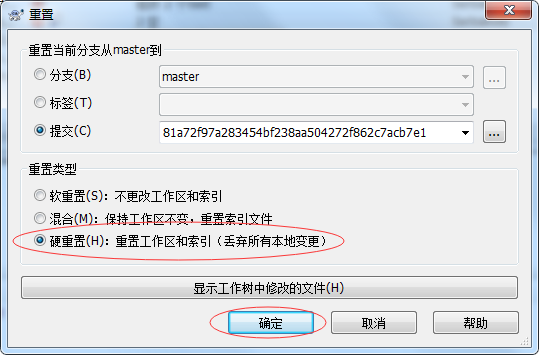 重置
重置当前分支从master到
分支(B)
master
...
标签(T)
提交(C)
81a72f97a283454bf238aa504272f862c7acb7e1
...
重置类型
软重置(S)：不更改工作区和索引
混合(M)：保持工作区不变，重置索引文件
硬重置(H)：重置工作区和索引（丢弃所有本地变更）
显示工作树中修改的文件(H)
确定
取消
帮助